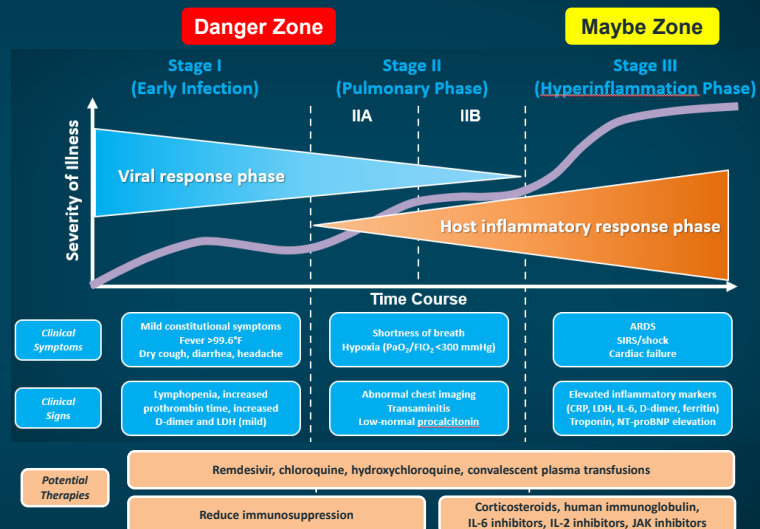 Danger Zone
Maybe Zone
Stage I
(Early Infection)
Stage II
(Pulmonary Phase)
Stage III
(Hyperinflammation Phase)
IIA
IIB
Severity of Illness
Viral response phase
Host inflammatory response phase
Time Course
Clinical
Symptoms
Mild constitutional symptoms
Fever >99.6°F
Dry cough, diarrhea, headache
Shortness of breath
Hypoxia (PaO₂/FIO₂ <300 mmHg)
ARDS
SIRS/shock
Cardiac failure
Clinical
Signs
Lymphopenia, increased
prothrombin time, increased
D-dimer and LDH (mild)
Abnormal chest imaging
Transaminitis
Low-normal procalcitonin
Elevated inflammatory markers
(CRP, LDH, IL-6, D-dimer, ferritin)
Troponin, NT-proBNP elevation
Potential
Therapies
Remdesivir, chloroquine, hydroxychloroquine, convalescent plasma transfusions
Reduce immunosuppression
Corticosteroids, human immunoglobulin,
IL-6 inhibitors, IL-2 inhibitors, JAK inhibitors